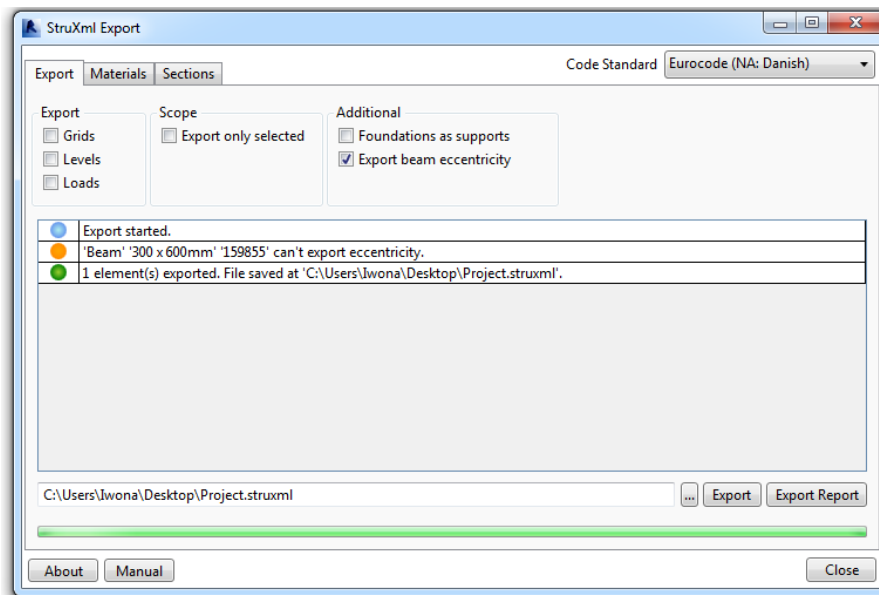 StruXml Export
Code Standard Eurocode (NA: Danish)
Export Materials Sections
Export Scope Additional
Grids Export only selected Foundations as supports
Levels Export beam eccentricity
Loads
Export started.
'Beam' '300 x 600mm' '159855' can't export eccentricity.
1 element(s) exported. File saved at 'C:\Users\Iwona\Desktop\Project.struxml'.
C:\Users\Iwona\Desktop\Project.struxml ... Export Export Report
About Manual Close